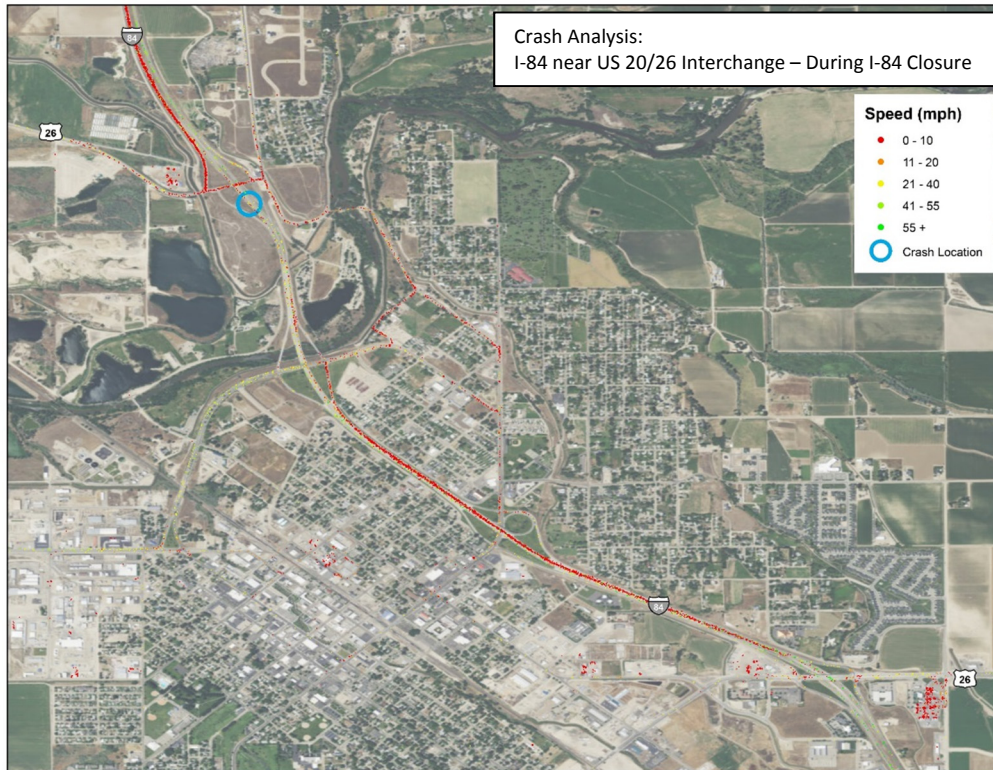 Crash Analysis:
I-84 near US 20/26 Interchange – During I-84 Closure
84
26
Speed (mph)
0 - 10
11 - 20
21 - 40
41 - 55
55 +
Crash Location
84
26